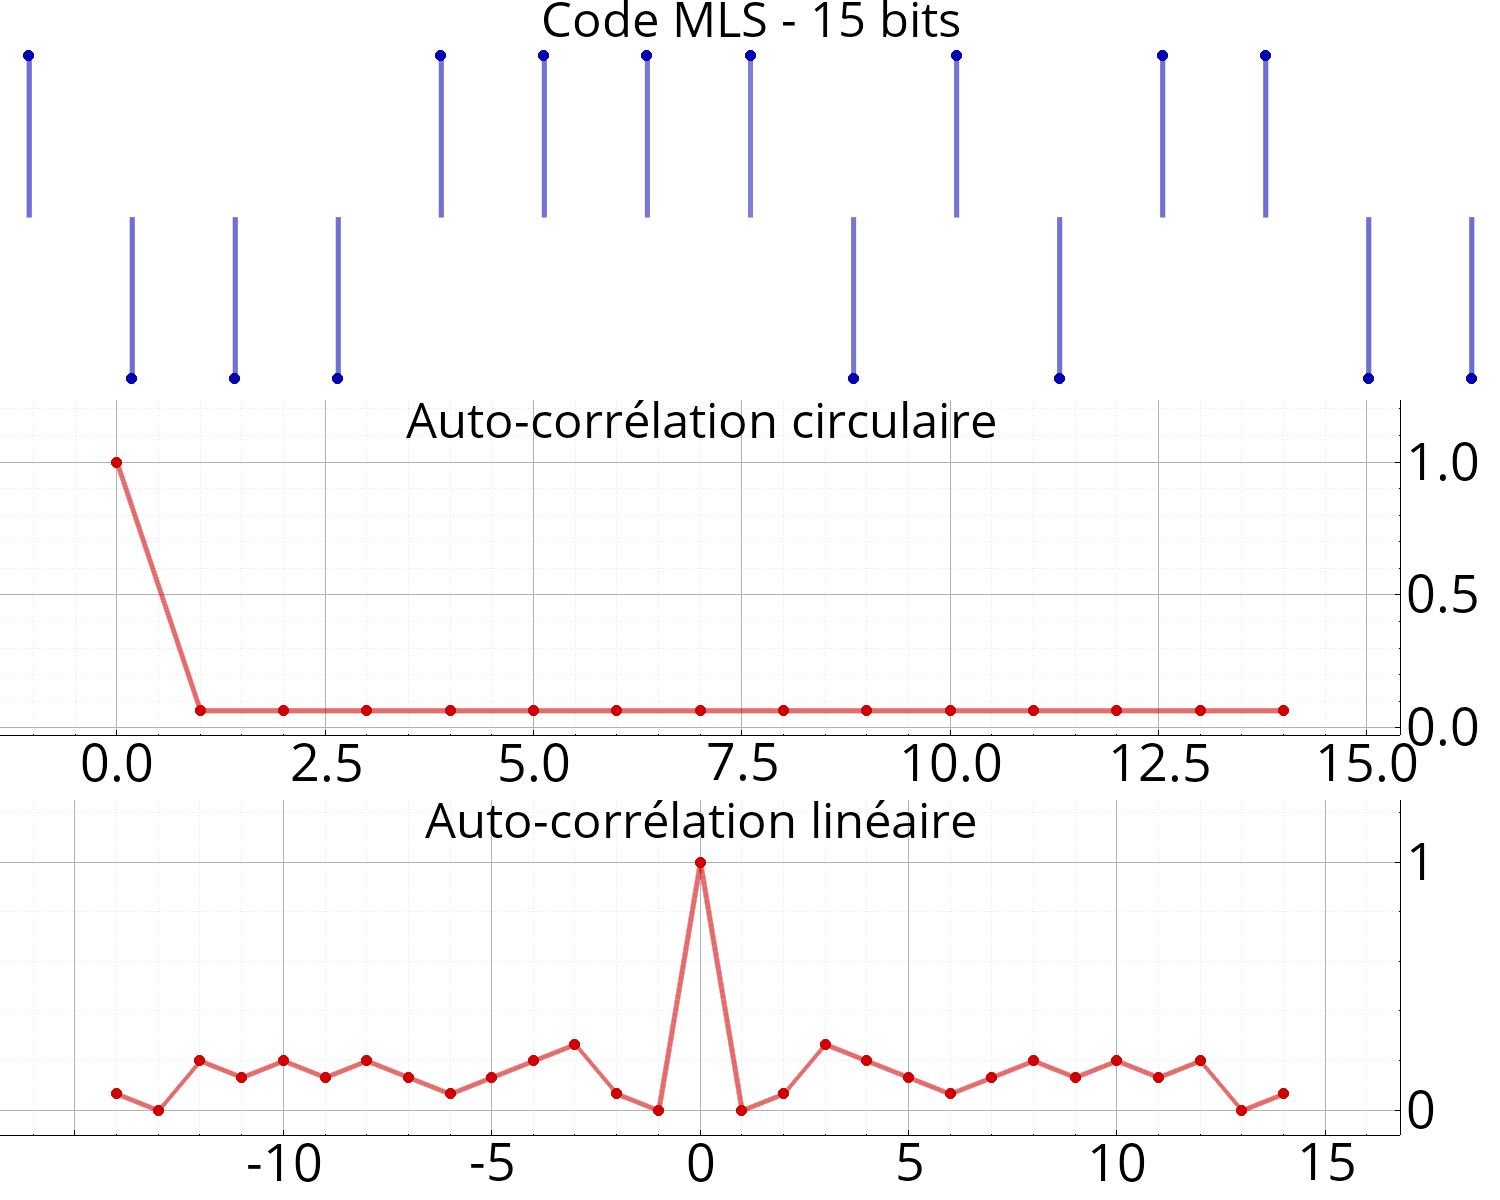 Code MLS - 15 bits
Auto-corrélation circulaire
1.0
0.5
0.0
0.0 2.5 5.0 7.5 10.0 12.5 15.0
Auto-corrélation linéaire
1
0
-10 -5 0 5 10 15